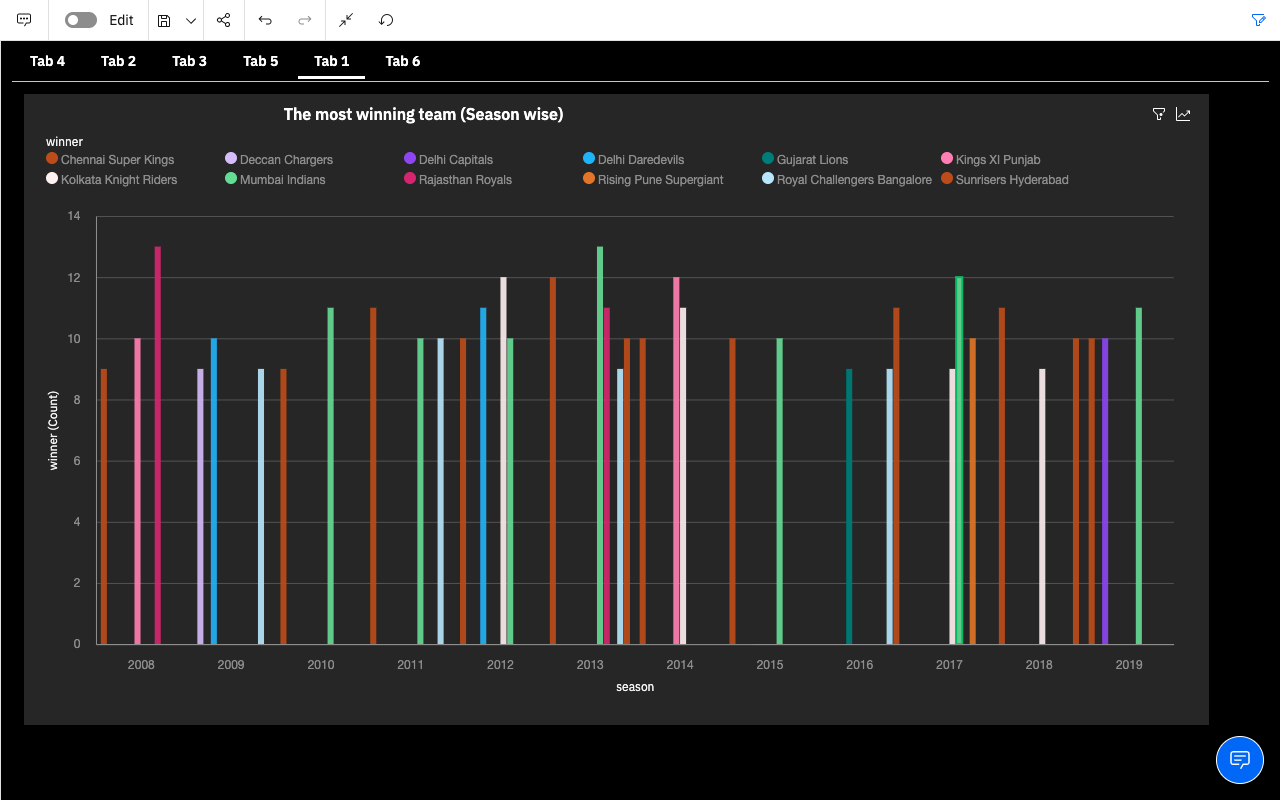 Edit
Tab 4 Tab 2 Tab 3 Tab 5 Tab 1 Tab 6
The most winning team (Season wise)
winner
Chennai Super Kings Deccan Chargers Delhi Capitals Delhi Daredevils Gujarat Lions Kings XI Punjab
Kolkata Knight Riders Mumbai Indians Rajasthan Royals Rising Pune Supergiant Royal Challengers Bangalore Sunrisers Hyderabad
14
12
10
8
6
4
2
0
winner (Count)
2008 2009 2010 2011 2012 2013 2014 2015 2016 2017 2018 2019
season